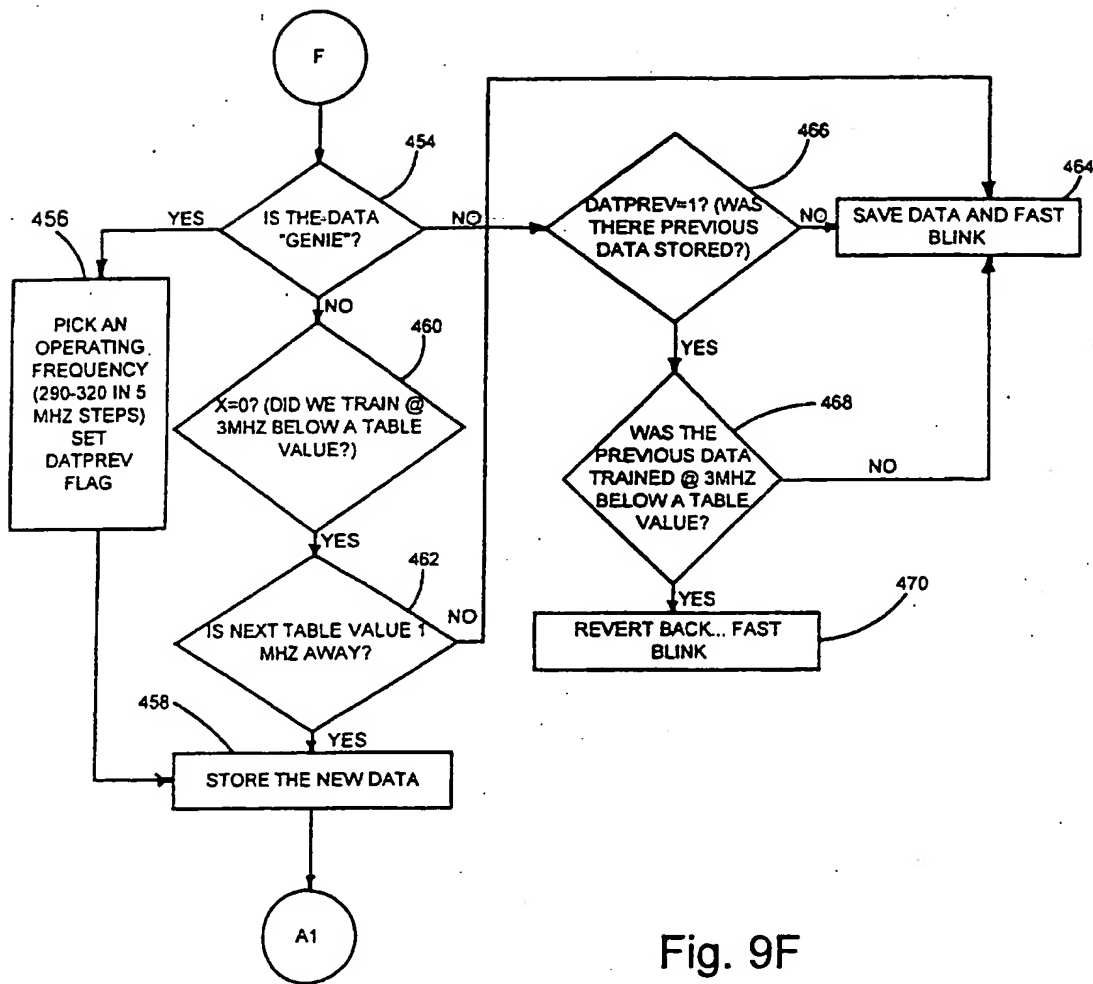 F
454
IS THE DATA
"GENIE"?
YES
NO
NO
456
PICK AN
OPERATING
FREQUENCY
(290-320 IN 5
MHZ STEPS)
SET
DATPREV
FLAG
460
X=0? (DID WE TRAIN @
3MHZ BELOW A TABLE
VALUE?)
YES
462
IS NEXT TABLE VALUE 1
MHZ AWAY?
NO
YES
458
STORE THE NEW DATA
A1
466
DATPREV=1? (WAS
THERE PREVIOUS
DATA STORED?)
NO
YES
464
SAVE DATA AND FAST
BLINK
468
WAS THE
PREVIOUS DATA
TRAINED @ 3MHZ
BELOW A TABLE
VALUE?
NO
YES
470
REVERT BACK... FAST
BLINK
Fig. 9F